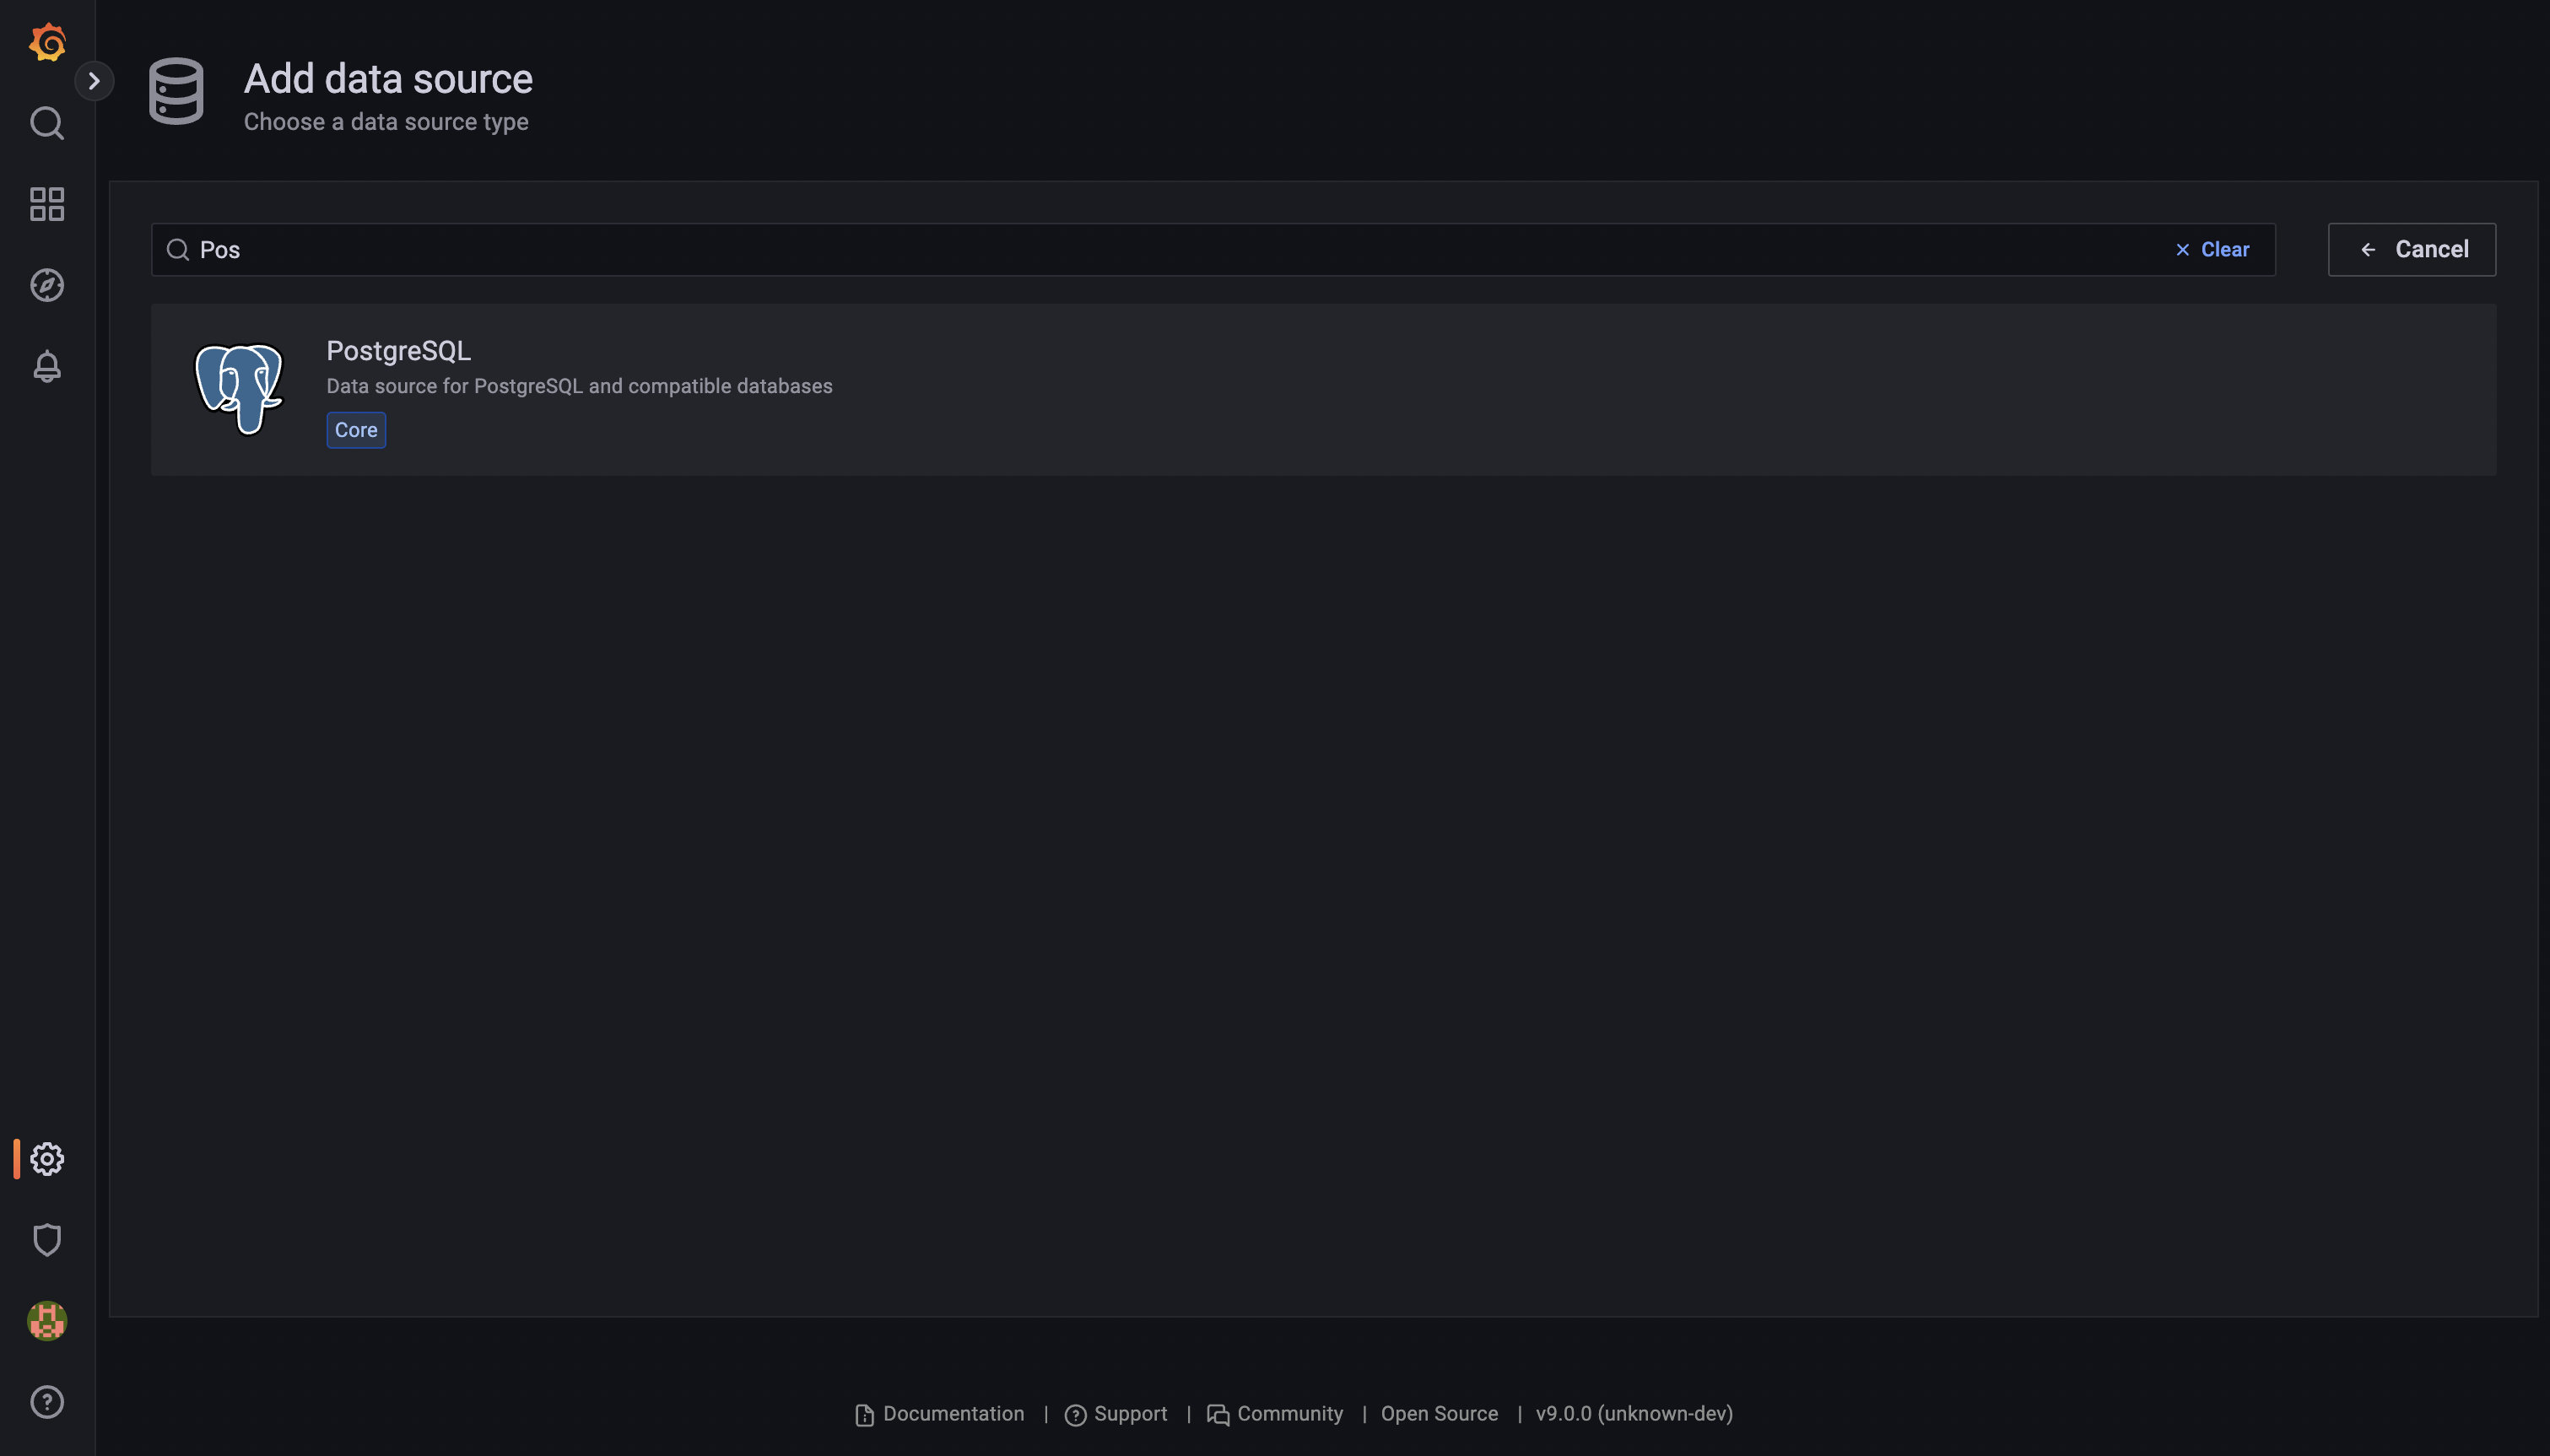 Add data source
Choose a data source type
Pos
Clear
Cancel
PostgreSQL
Data source for PostgreSQL and compatible databases
Core
Documentation | Support | Community | Open Source | v9.0.0 (unknown-dev)